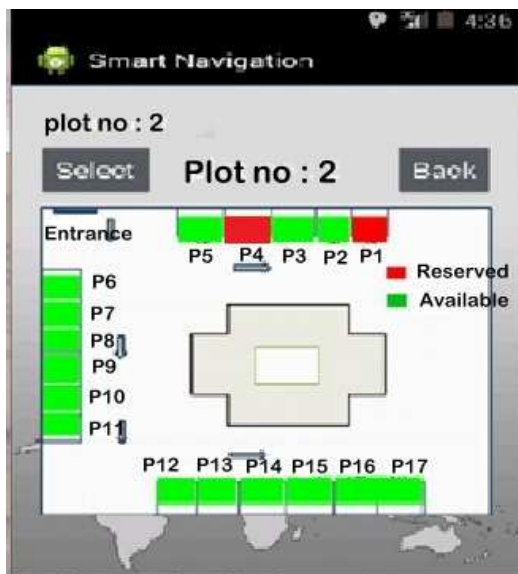 4:36
Smart Navigation
plot no : 2
Select Plot no : 2 Back
Entrance
P5 P4 P3 P2 P1
Reserved
Available
P6
P7
P8
P9
P10
P11
P12 P13 P14 P15 P16 P17